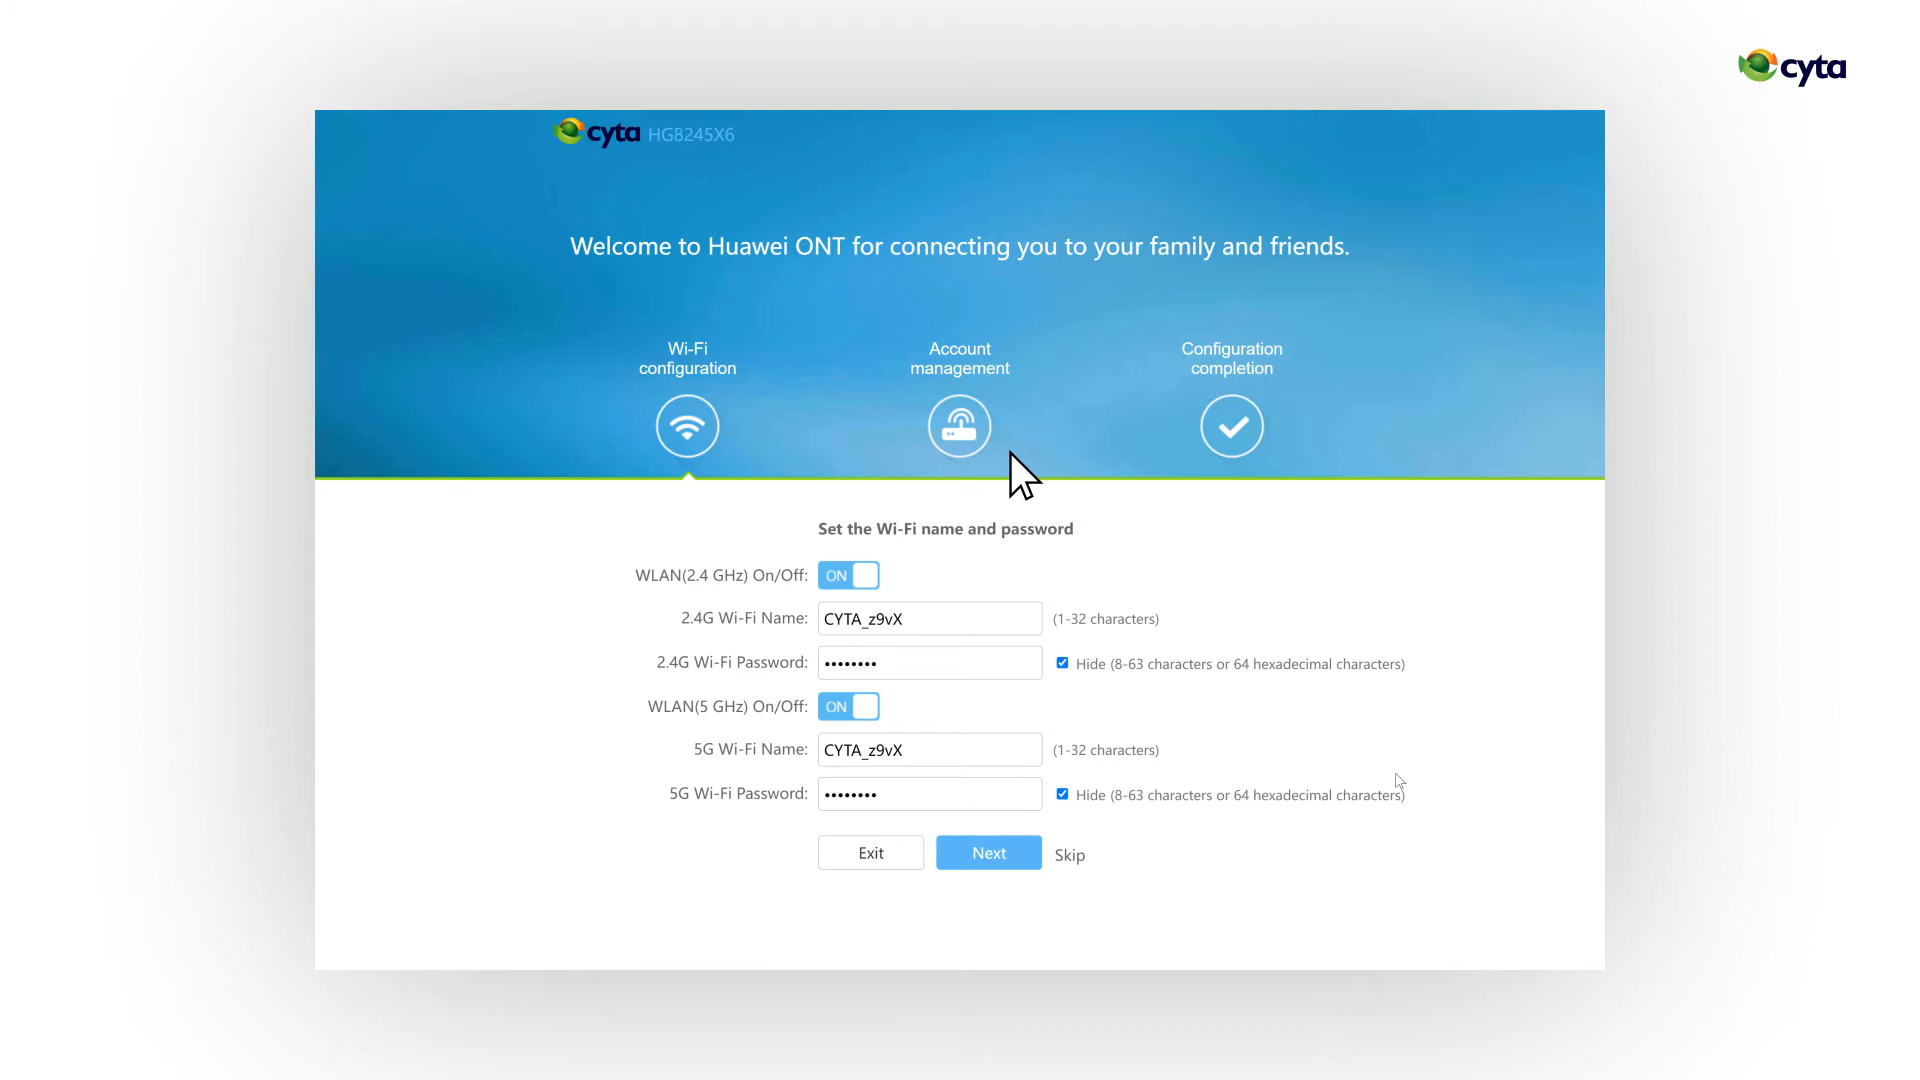 cyta
cyta HG8245X6
Welcome to Huawei ONT for connecting you to your family and friends.
Wi-Fi
configuration
Account
management
Configuration
completion
Set the Wi-Fi name and password
WLAN(2.4 GHz) On/Off: ON
2.4G Wi-Fi Name: CYTA_z9vX (1-32 characters)
2.4G Wi-Fi Password: •••••••• Hide (8-63 characters or 64 hexadecimal characters)
WLAN(5 GHz) On/Off: ON
5G Wi-Fi Name: CYTA_z9vX (1-32 characters)
5G Wi-Fi Password: •••••••• Hide (8-63 characters or 64 hexadecimal characters)
Exit Next Skip